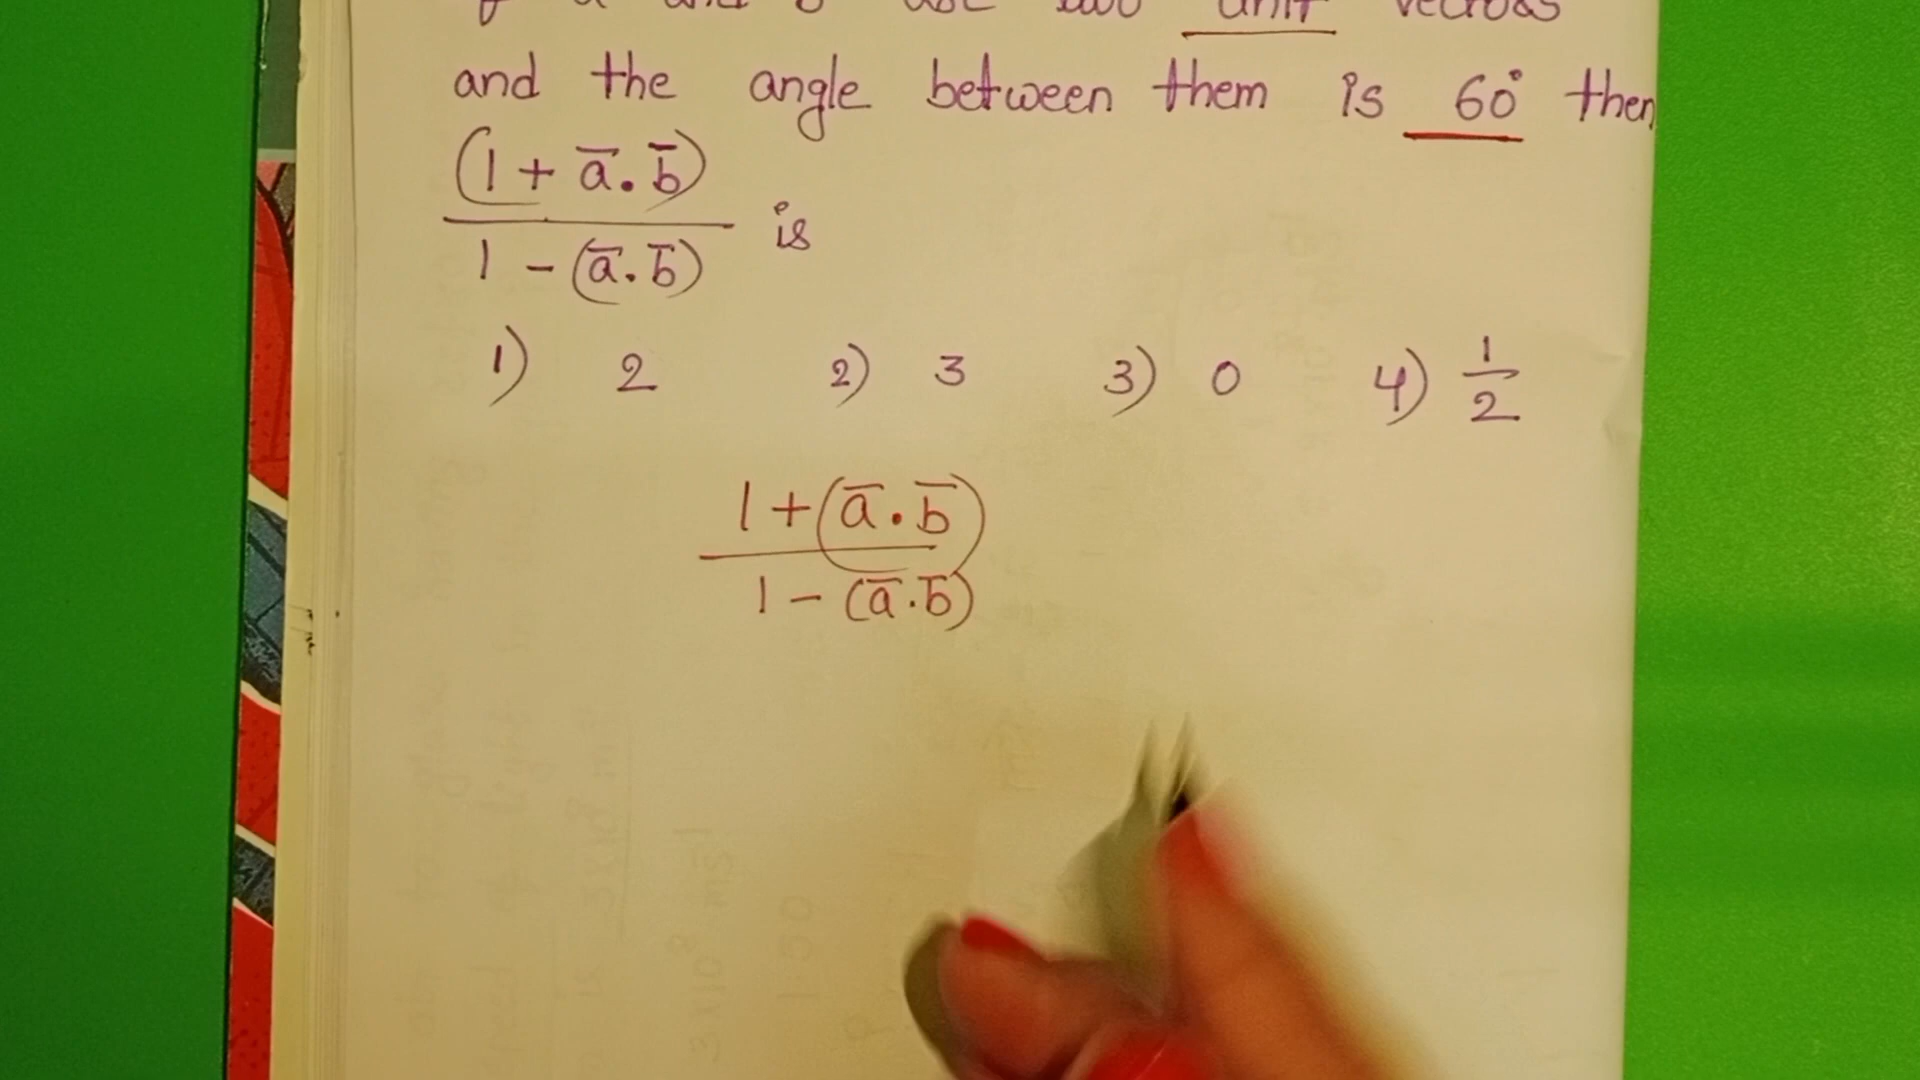 and the angle between them is 60° then
(1 + a̅ . b̅)
1 - (a̅ . b̅)
is
1) 2 2) 3 3) 0 4) 1/2
1 + (a̅ . b̅)
1 - (a̅ . b̅)